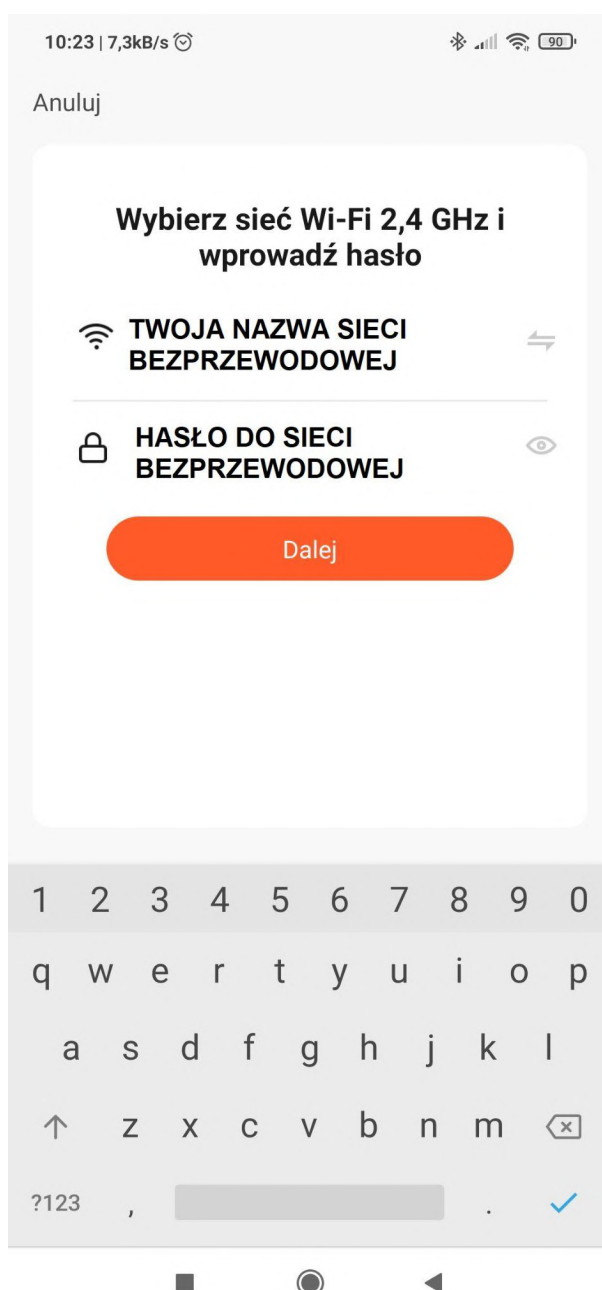 10:23 | 7,3kB/s
90
Anuluj
Wybierz sieć Wi-Fi 2,4 GHz i
wprowadź hasło
TWOJA NAZWA SIECI
BEZPRZEWODOWEJ
HASŁO DO SIECI
BEZPRZEWODOWEJ
Dalej
1 2 3 4 5 6 7 8 9 0
q w e r t y u i o p
a s d f g h j k l
z x c v b n m
?123 , .